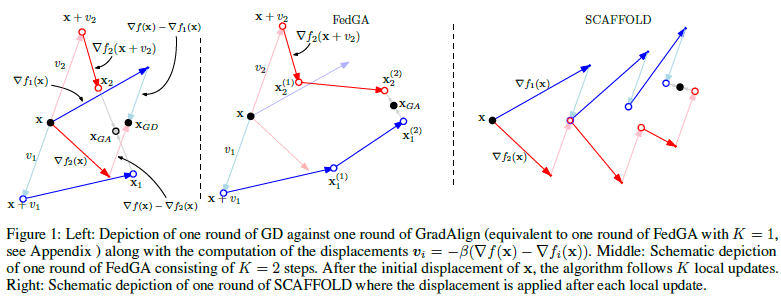 FedGA
SCAFFOLD
x + v₂
∇f(x) − ∇f₁(x)
∇f₂(x + v₂)
v₂
∇f₁(x)
x₂
x
x_GA
x_GD
v₁
∇f₂(x)
x₁
x + v₁
∇f(x) − ∇f₂(x)
x + v₂
∇f₂(x + v₂)
v₂
x₂⁽¹⁾
x₂⁽²⁾
x
x_GA
x₁⁽²⁾
v₁
x₁⁽¹⁾
x + v₁
∇f₁(x)
x
∇f₂(x)
Figure 1: Left: Depiction of one round of GD against one round of GradAlign (equivalent to one round of FedGA with K = 1,
see Appendix ) along with the computation of the displacements vᵢ = −β(∇f(x) − ∇fᵢ(x)). Middle: Schematic depiction
of one round of FedGA consisting of K = 2 steps. After the initial displacement of x, the algorithm follows K local updates.
Right: Schematic depiction of one round of SCAFFOLD where the displacement is applied after each local update.